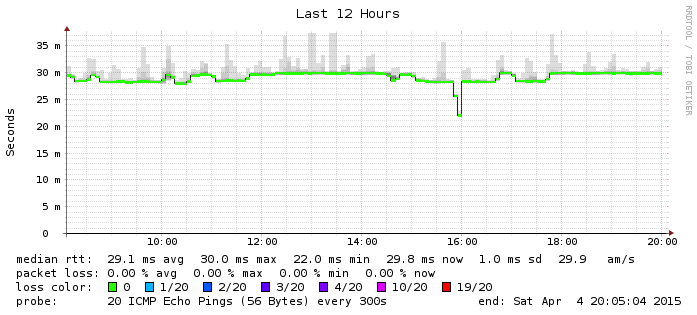 Last 12 Hours
RRDTOOL / TOBI OETIKER
Seconds
35 m
30 m
25 m
20 m
15 m
10 m
5 m
0
10:00 12:00 14:00 16:00 18:00 20:00
median rtt: 29.1 ms avg 30.0 ms max 22.0 ms min 29.8 ms now 1.0 ms sd 29.9 am/s
packet loss: 0.00 % avg 0.00 % max 0.00 % min 0.00 % now
loss color: 0 1/20 2/20 3/20 4/20 10/20 19/20
probe: 20 ICMP Echo Pings (56 Bytes) every 300s end: Sat Apr 4 20:05:04 2015